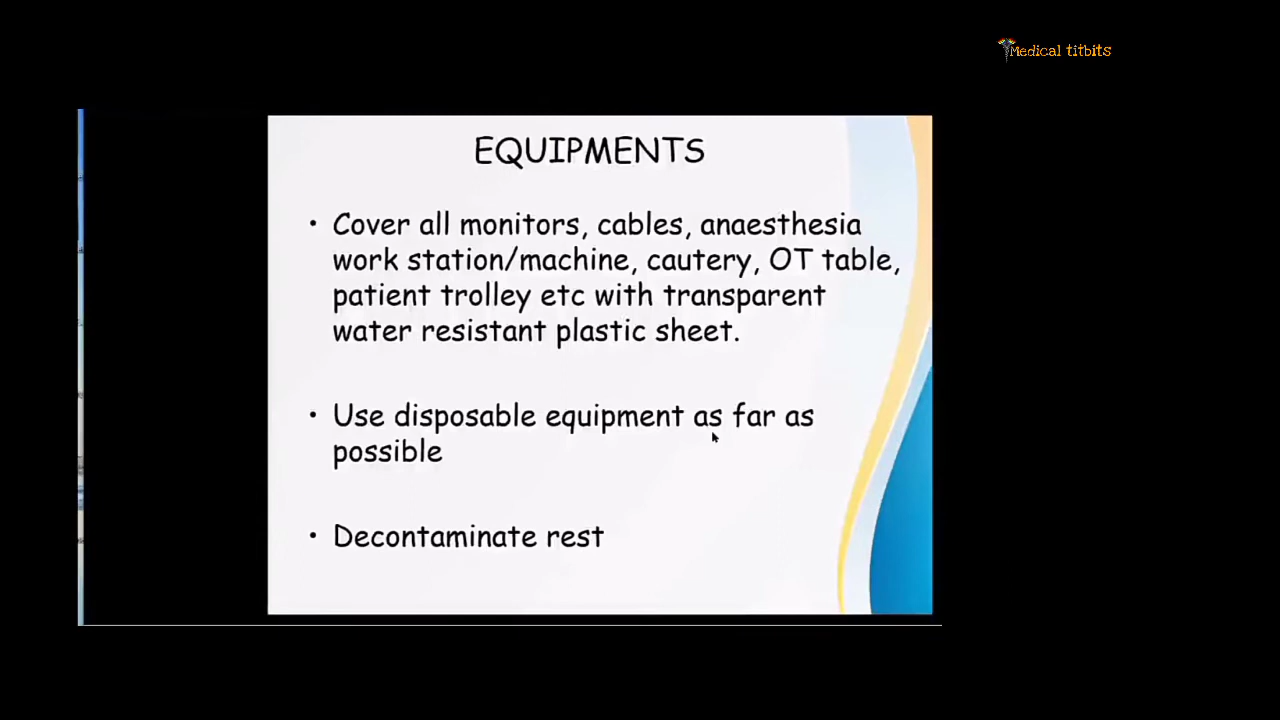 Medical titbits
EQUIPMENTS
• Cover all monitors, cables, anaesthesia
work station/machine, cautery, OT table,
patient trolley etc with transparent
water resistant plastic sheet.
• Use disposable equipment as far as
possible
• Decontaminate rest